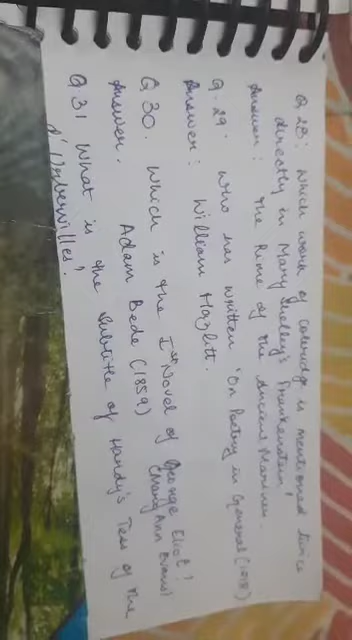 Q 28: Which work of Coleridge is mentioned twice
directly in Mary Shelley's 'Frankenstein'?
Answer: The Rime of the Ancient Mariner.
Q. 29. Who has written 'On Poetry in General (1818)
Answer: William Hazlitt.
Q 30. Which is the Ist Novel of George Eliot?
(Mary Ann Evans)
Answer. Adam Bede (1859)
Q 31 What is the Subtitle of Hardy's Tess of the
d'Urbervilles'